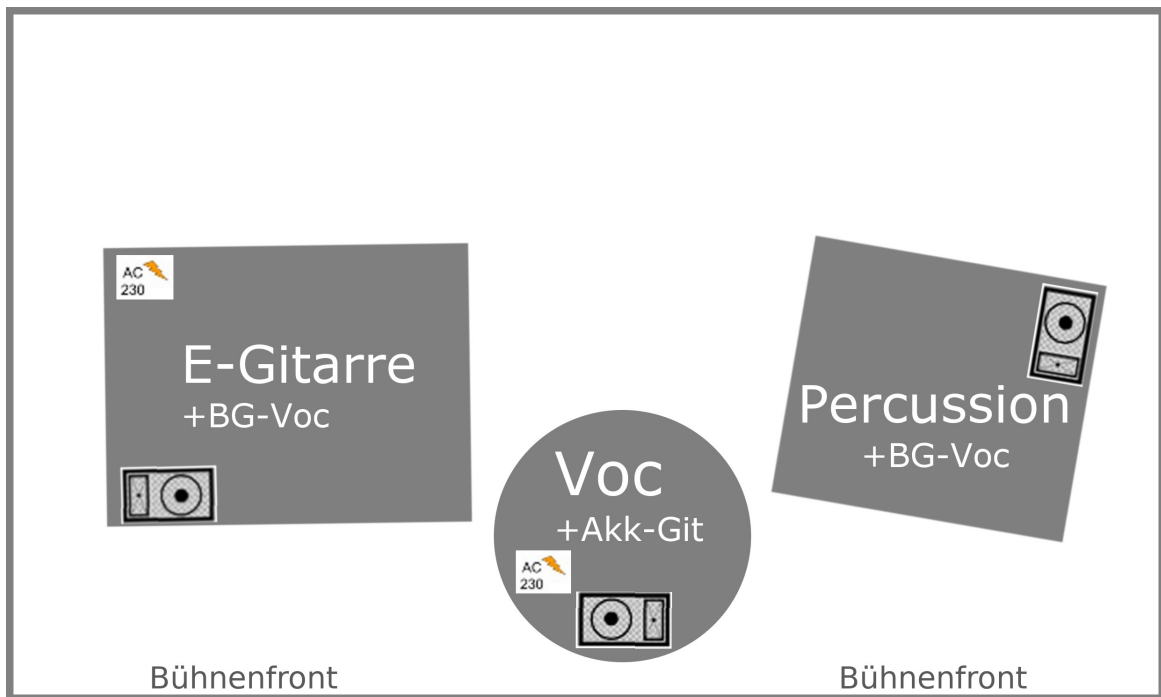 AC
230
E-Gitarre
+BG-Voc
Percussion
+BG-Voc
Voc
+Akk-Git
AC
230
Bühnenfront
Bühnenfront